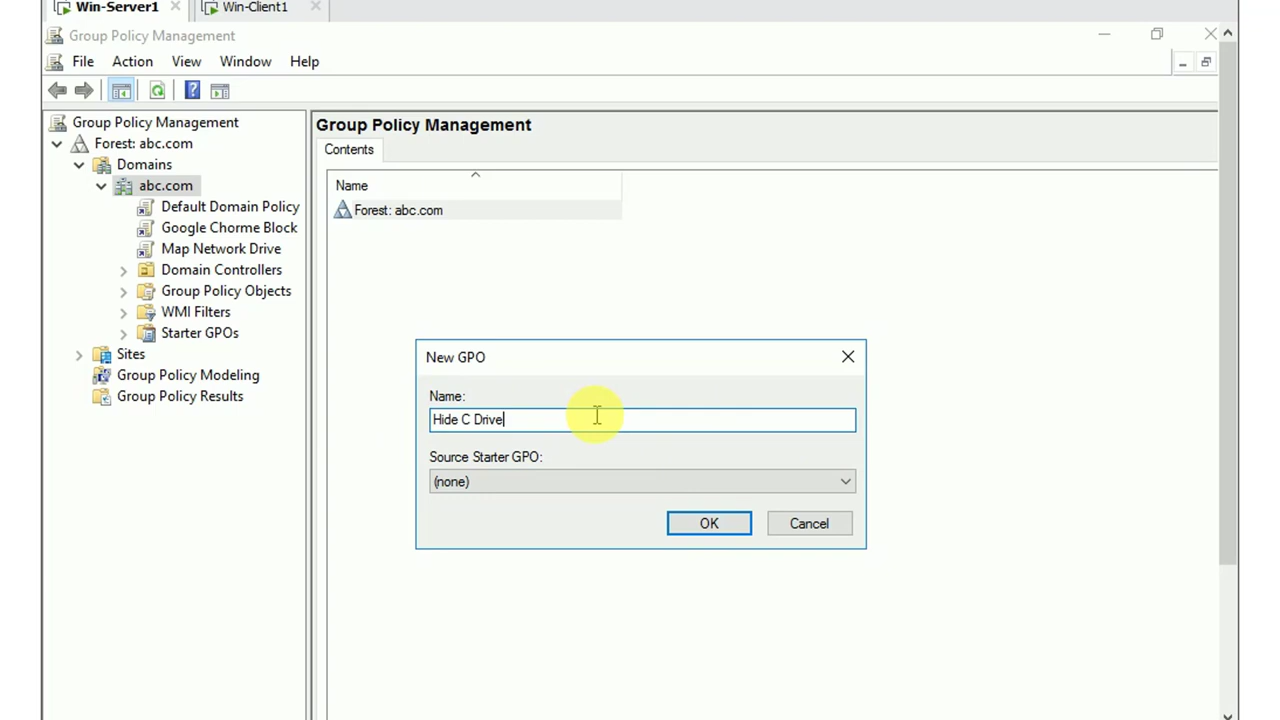 Win-Server1
Win-Client1
Group Policy Management
File Action View Window Help
Group Policy Management
Forest: abc.com
Domains
abc.com
Default Domain Policy
Google Chorme Block
Map Network Drive
Domain Controllers
Group Policy Objects
WMI Filters
Starter GPOs
Sites
Group Policy Modeling
Group Policy Results
Group Policy Management
Contents
Name
Forest: abc.com
New GPO
Name:
Hide C Drive
Source Starter GPO:
(none)
OK Cancel